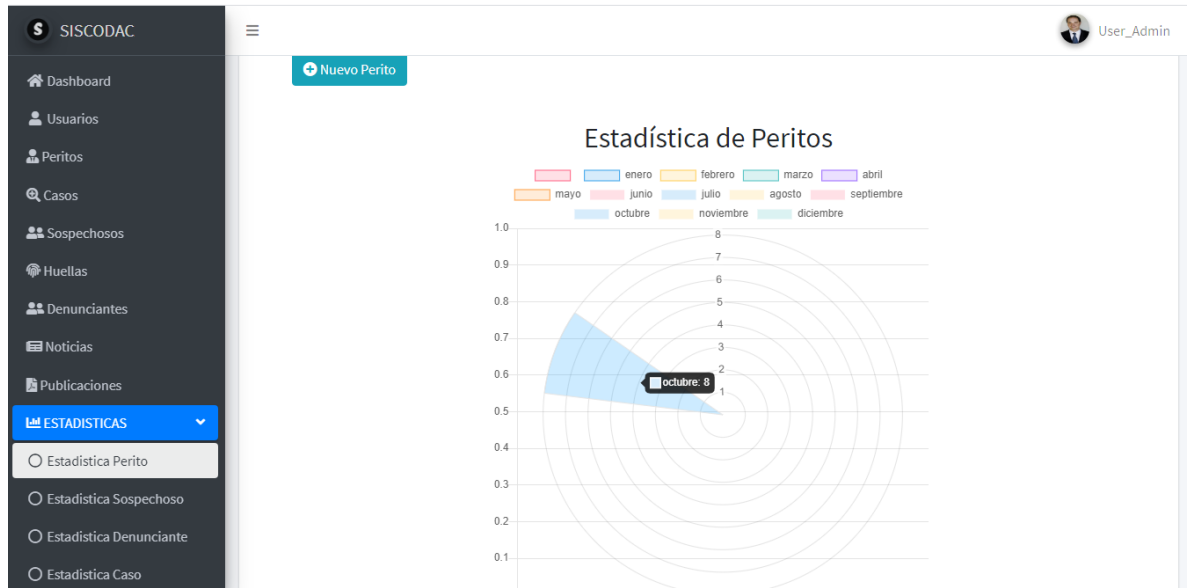 S SISCODAC
User_Admin
Dashboard
Usuarios
Peritos
Casos
Sospechosos
Huellas
Denunciantes
Noticias
Publicaciones
ESTADISTICAS
Estadistica Perito
Estadistica Sospechoso
Estadistica Denunciante
Estadistica Caso
Nuevo Perito
Estadística de Peritos
enero febrero marzo abril
mayo junio julio agosto septiembre
octubre noviembre diciembre
1.0
0.9
0.8
0.7
0.6
0.5
0.4
0.3
0.2
0.1
8
7
6
5
4
3
2
1
octubre: 8